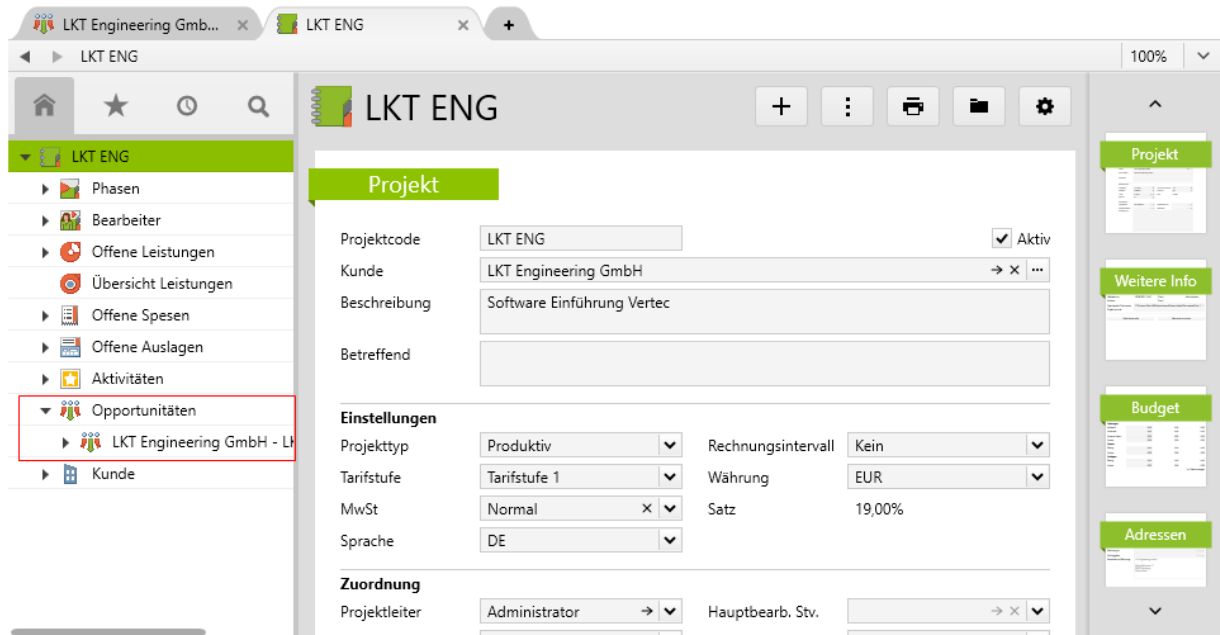 LKT Engineering Gmb...
LKT ENG
LKT ENG
100%
LKT ENG
Phasen
Bearbeiter
Offene Leistungen
Übersicht Leistungen
Offene Spesen
Offene Auslagen
Aktivitäten
Opportunitäten
LKT Engineering GmbH - LK
Kunde
LKT ENG
Projekt
Projektcode LKT ENG Aktiv
Kunde LKT Engineering GmbH
Beschreibung Software Einführung Vertec
Betreffend
Einstellungen
Projekttyp Produktiv Rechnungsintervall Kein
Tarifstufe Tarifstufe 1 Währung EUR
MwSt Normal Satz 19,00%
Sprache DE
Zuordnung
Projektleiter Administrator Hauptbearb. Stv.
Projekt
Weitere Info
Budget
Adressen